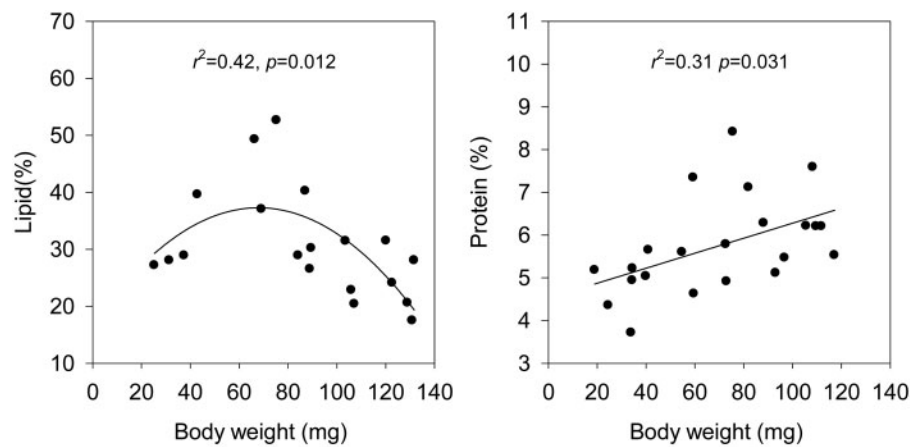 70
60
50
40
30
20
10
0 20 40 60 80 100 120 140
Lipid(%)
Body weight (mg)
r²=0.42, p=0.012
11
10
9
8
7
6
5
4
3
0 20 40 60 80 100 120 140
Protein (%)
Body weight (mg)
r²=0.31 p=0.031